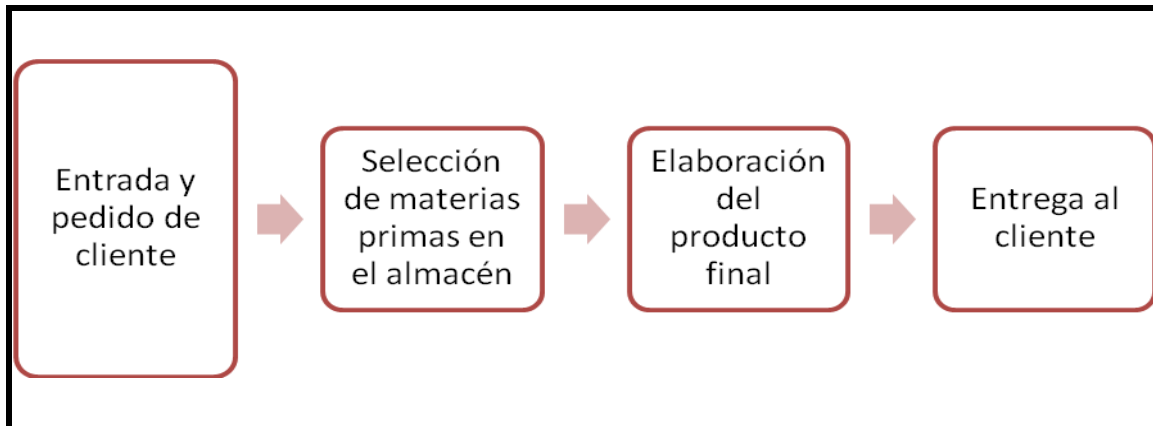 Entrada y
pedido de
cliente
Selección
de materias
primas en
el almacén
Elaboración
del
producto
final
Entrega al
cliente